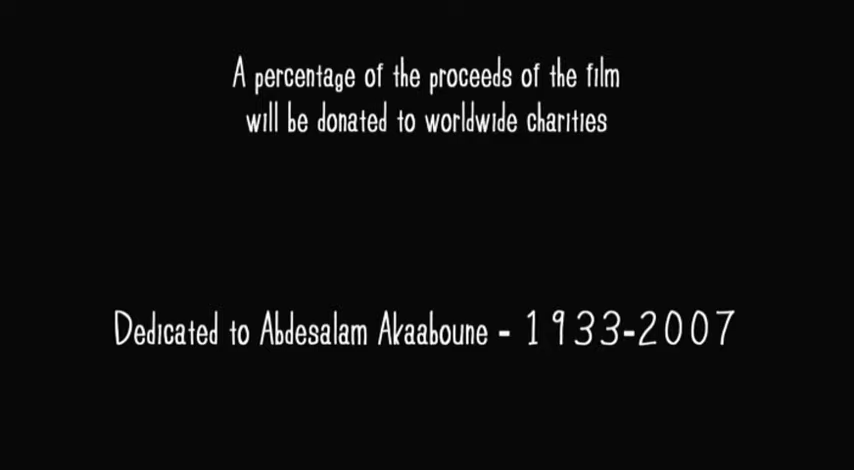 A percentage of the proceeds of the film
will be donated to worldwide charities
Dedicated to Abdesalam Akaaboune - 1933-2007